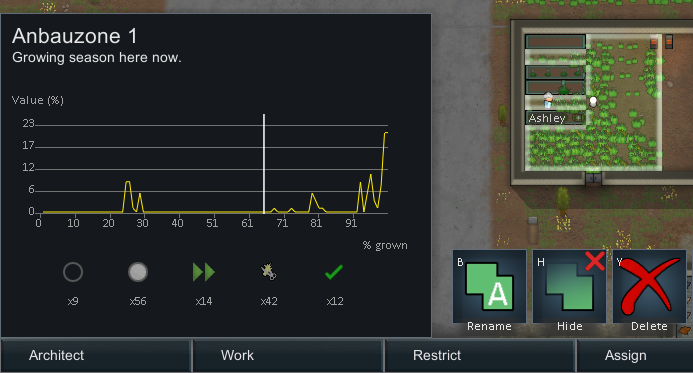 Anbauzone 1
Growing season here now.
Value (%)
23
17
12
6
0
0 10 20 30 40 51 61 71 81 91
% grown
x9 x56 x14 x42 x12
Ashley
B H Y
A
Rename Hide Delete
Architect Work Restrict Assign